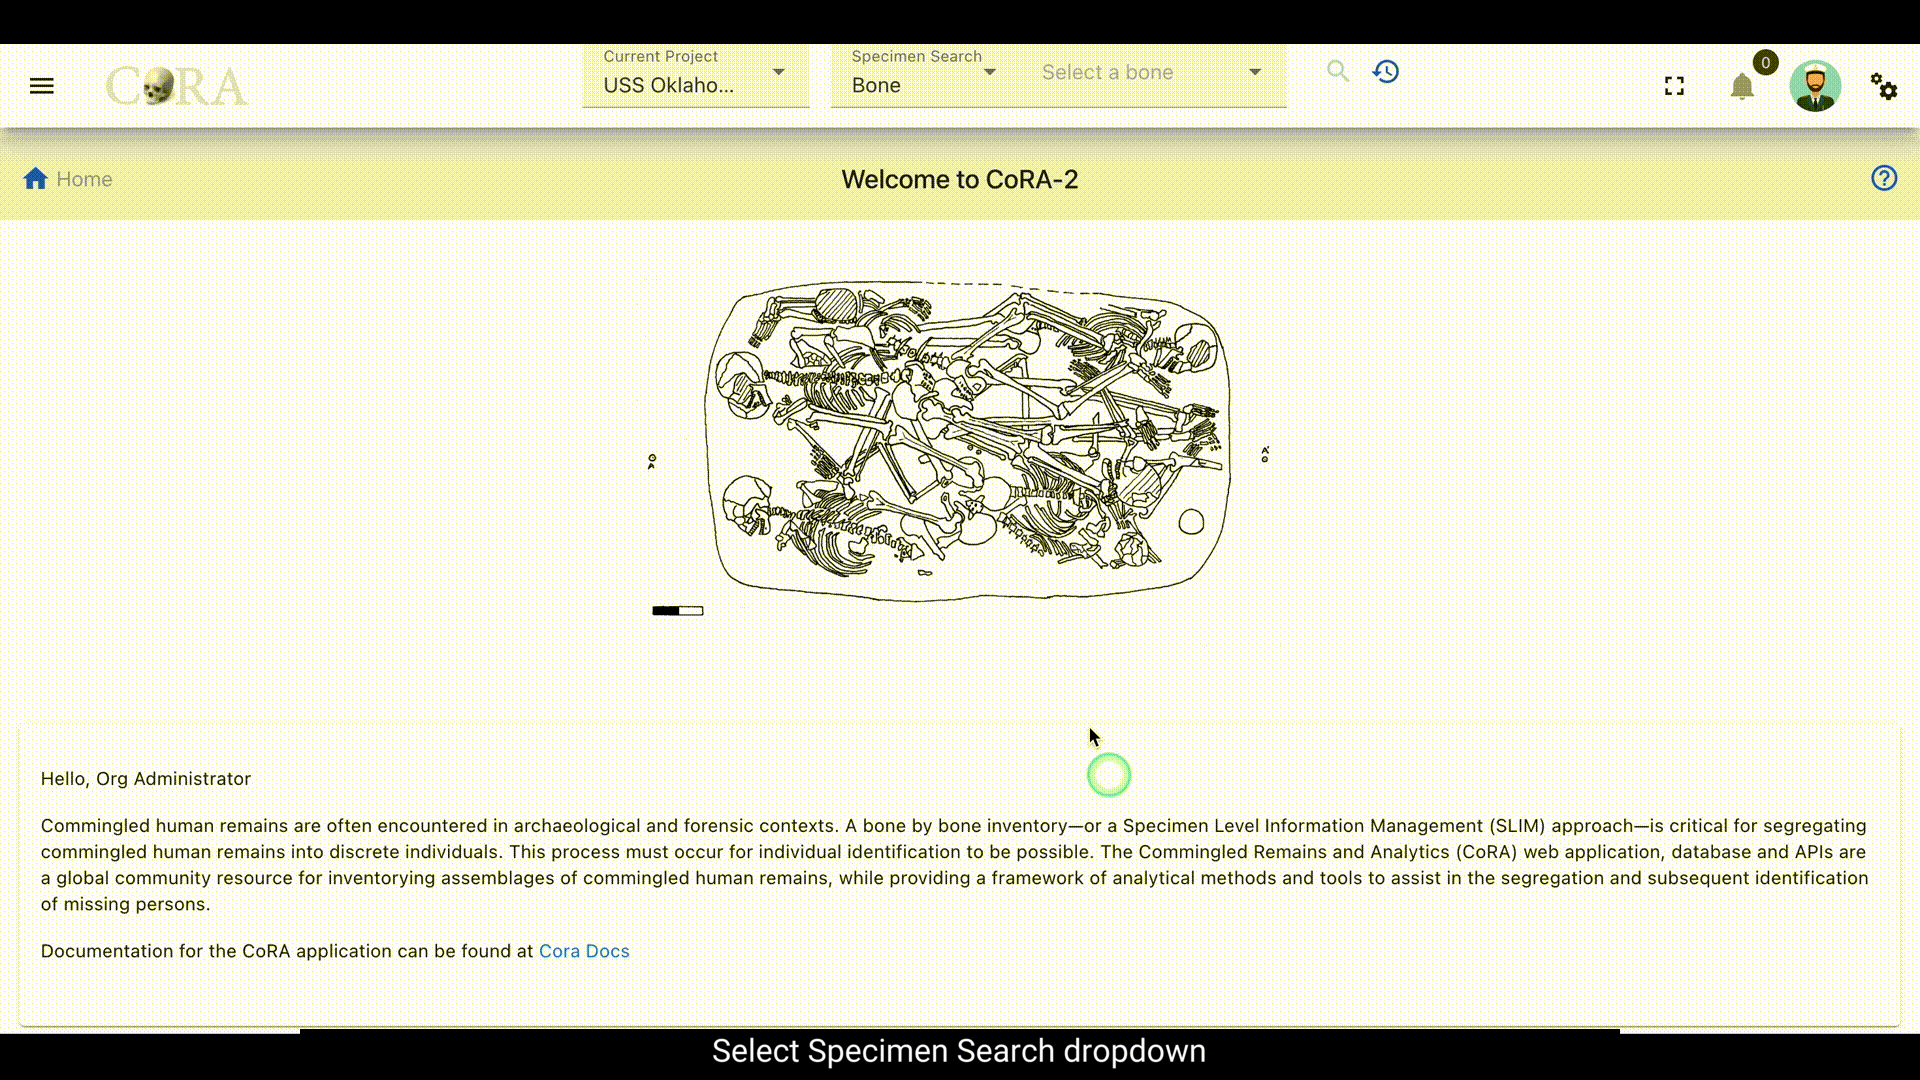 CORA
Current Project
USS Oklaho...
Specimen Search
Bone
Select a bone
0
Home
Welcome to CoRA-2
Hello, Org Administrator
Commingled human remains are often encountered in archaeological and forensic contexts. A bone by bone inventory—or a Specimen Level Information Management (SLIM) approach—is critical for segregating
commingled human remains into discrete individuals. This process must occur for individual identification to be possible. The Commingled Remains and Analytics (CoRA) web application, database and APIs are
a global community resource for inventorying assemblages of commingled human remains, while providing a framework of analytical methods and tools to assist in the segregation and subsequent identification
of missing persons.
Documentation for the CoRA application can be found at Cora Docs
Select Specimen Search dropdown